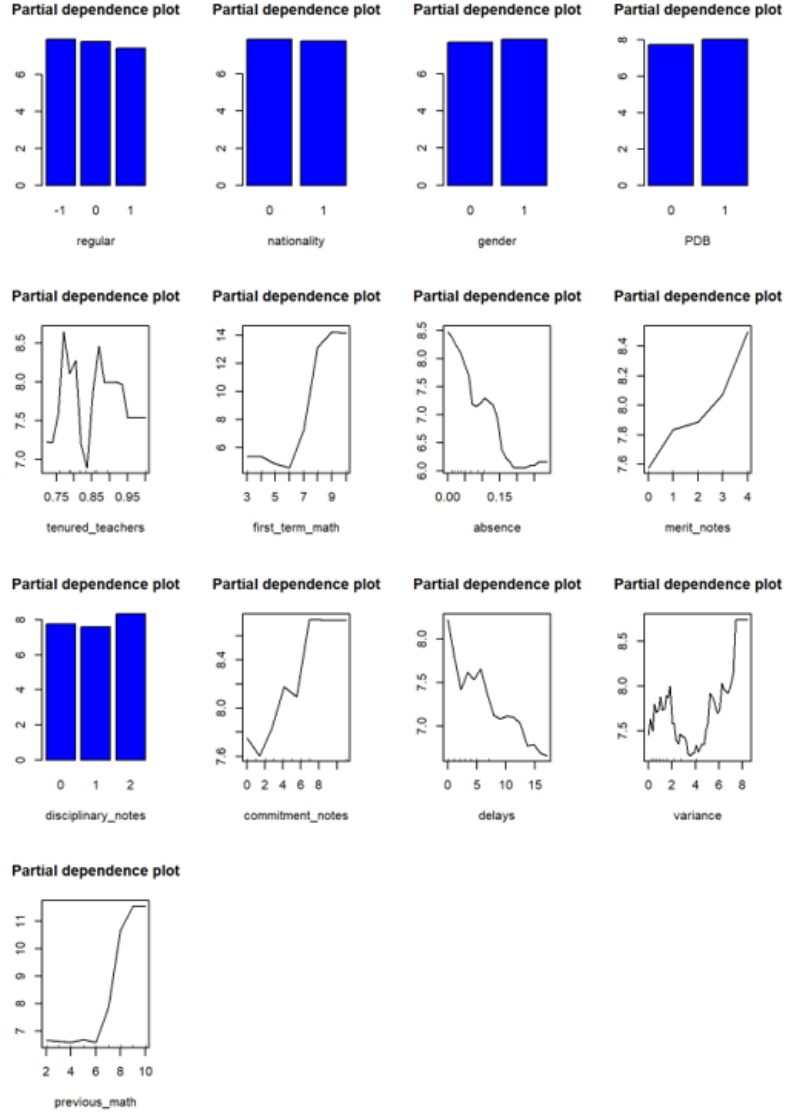 Partial dependence plot Partial dependence plot Partial dependence plot Partial dependence plot
6 6 6 8
4 4 4 6
2 2 2 4
0 0 0 2
0
-1 0 1 0 1 0 1 0 1
regular nationality gender PDB
Partial dependence plot Partial dependence plot Partial dependence plot Partial dependence plot
8.5 14 8.5 8.4
8.0 12 8.0 8.2
7.5 10 7.5 8.0
7.0 8 7.0 7.8
6 6.5 7.6
6.0
0.75 0.85 0.95 3 5 7 9 0.00 0.15 0 1 2 3 4
tenured_teachers first_term_math absence merit_notes
Partial dependence plot Partial dependence plot Partial dependence plot Partial dependence plot
8 8.4 8.0 8.5
6 8.0 7.5 8.0
4 7.6 7.0 7.5
2
0
0 1 2 0 2 4 6 8 0 5 10 15 0 2 4 6 8
disciplinary_notes commitment_notes delays variance
Partial dependence plot
11
10
9
8
7
2 4 6 8 10
previous_math